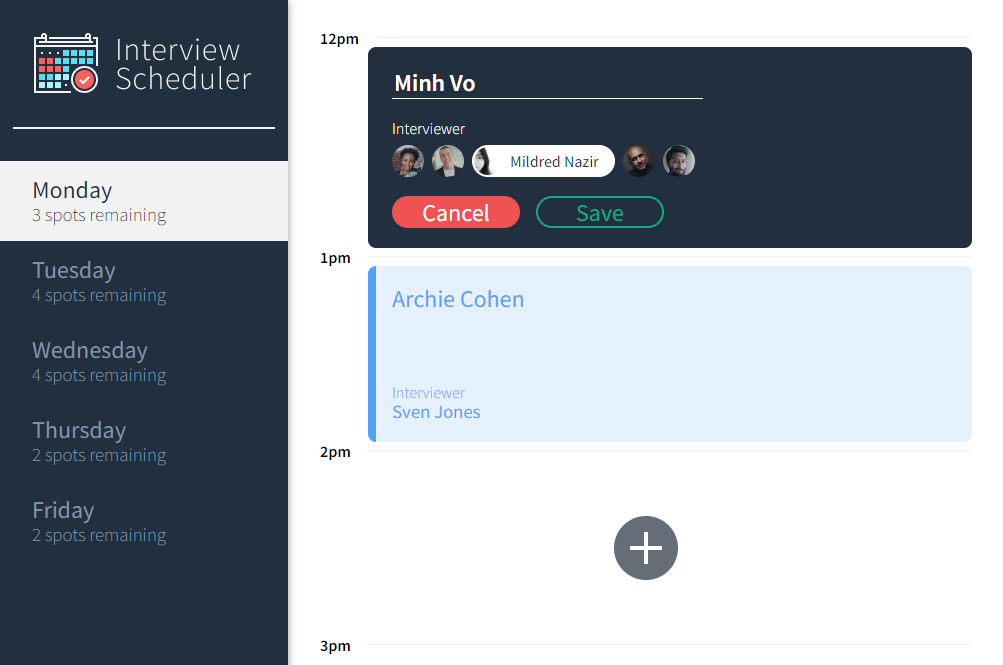 Interview
Scheduler
Monday
3 spots remaining
Tuesday
4 spots remaining
Wednesday
4 spots remaining
Thursday
2 spots remaining
Friday
2 spots remaining
12pm
Minh Vo
Interviewer
Mildred Nazir
Cancel
Save
1pm
Archie Cohen
Interviewer
Sven Jones
2pm
3pm